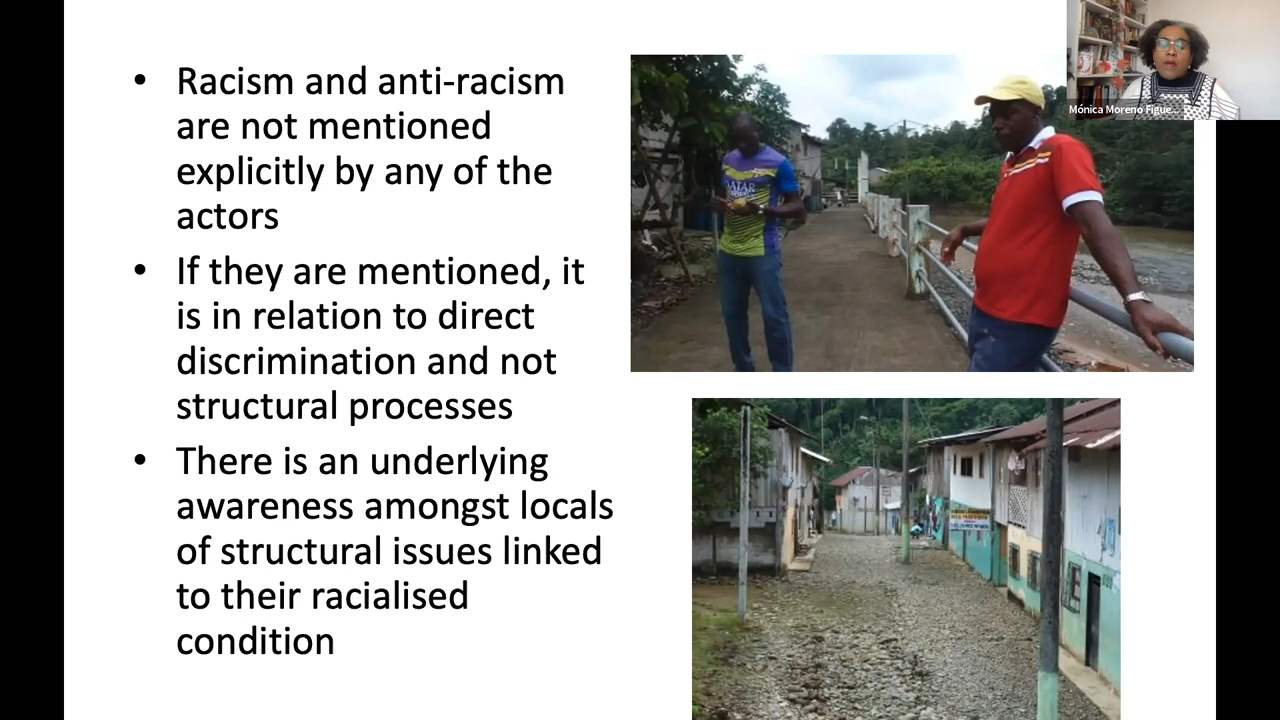 • Racism and anti-racism
are not mentioned
explicitly by any of the
actors
• If they are mentioned, it
is in relation to direct
discrimination and not
structural processes
• There is an underlying
awareness amongst locals
of structural issues linked
to their racialised
condition
Mónica Moreno Figue...
QATAR